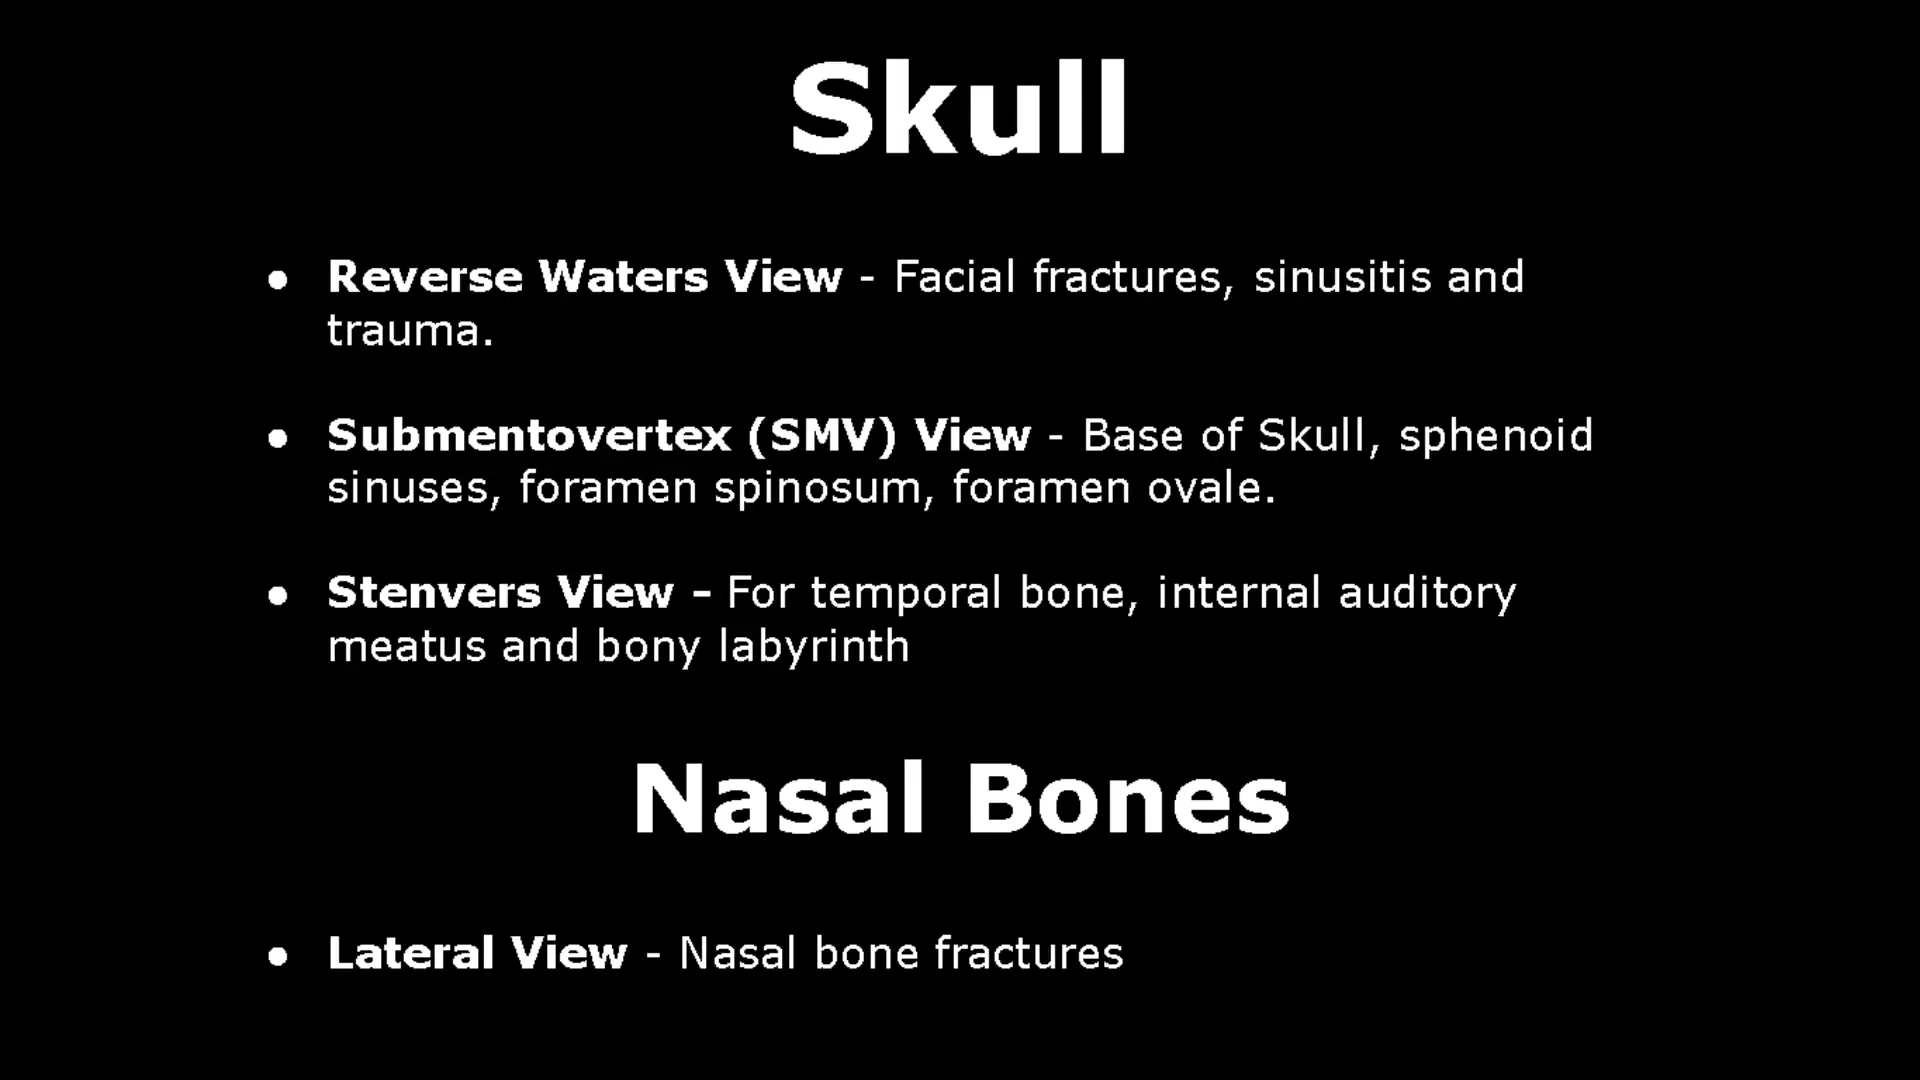 Skull
● Reverse Waters View - Facial fractures, sinusitis and
trauma.
● Submentovertex (SMV) View - Base of Skull, sphenoid
sinuses, foramen spinosum, foramen ovale.
● Stenvers View – For temporal bone, internal auditory
meatus and bony labyrinth
Nasal Bones
● Lateral View - Nasal bone fractures